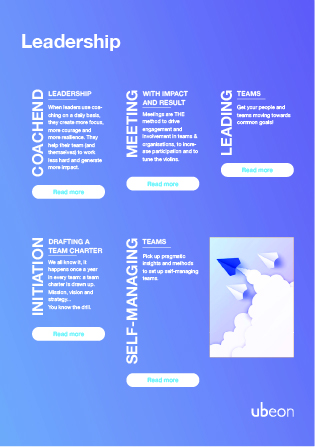 Leadership
COACHEND
LEADERSHIP
When leaders use coa-
ching on a daily basis,
they create more focus,
more courage and
more resilience. They
help their team (and
themselves) to work
less hard and generate
more impact.
Read more
MEETING
WITH IMPACT
AND RESULT
Meetings are THE
method to drive
engagement and
involvement in teams &
organisations, to incre-
ase participation and to
tune the violins.
Read more
LEADING
TEAMS
Get your people and
teams moving towards
common goals!
Read more
INITIATION
DRAFTING A
TEAM CHARTER
We all know it, it
happens once a year
in every team: a team
charter is drawn up.
Mission, vision and
strategy...
You know the drill.
Read more
SELF-MANAGING
TEAMS
Pick up pragmatic
insights and methods
to set up self-managing
teams.
Read more
ubeon